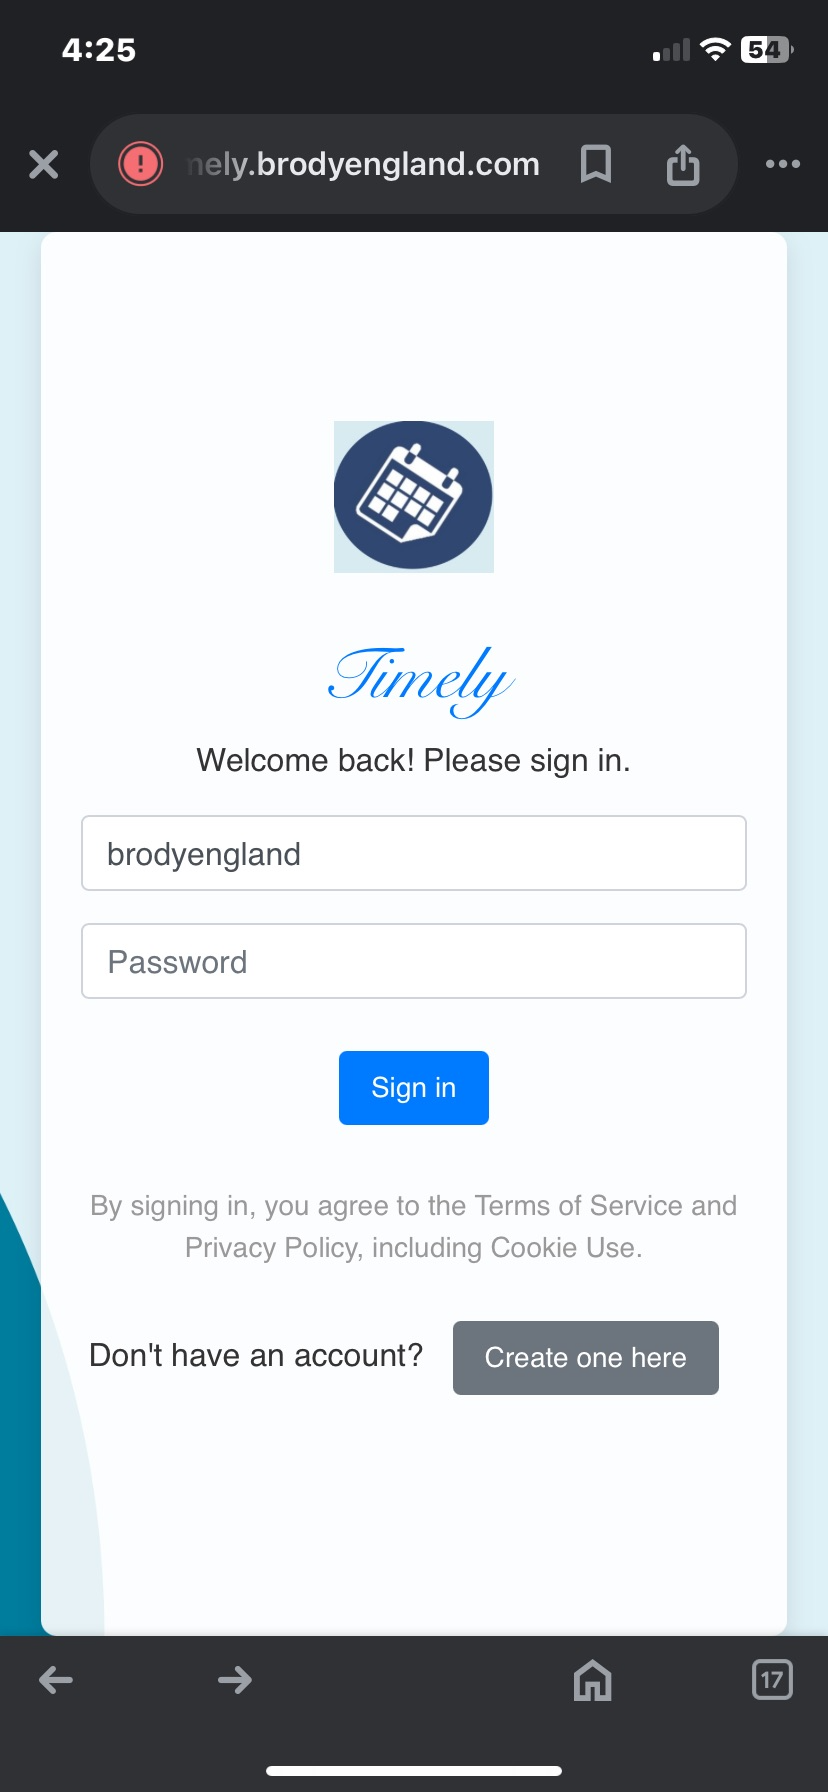 4:25
54
mely.brodyengland.com
Timely
Welcome back! Please sign in.
brodyengland
Password
Sign in
By signing in, you agree to the Terms of Service and
Privacy Policy, including Cookie Use.
Don't have an account?
Create one here
17